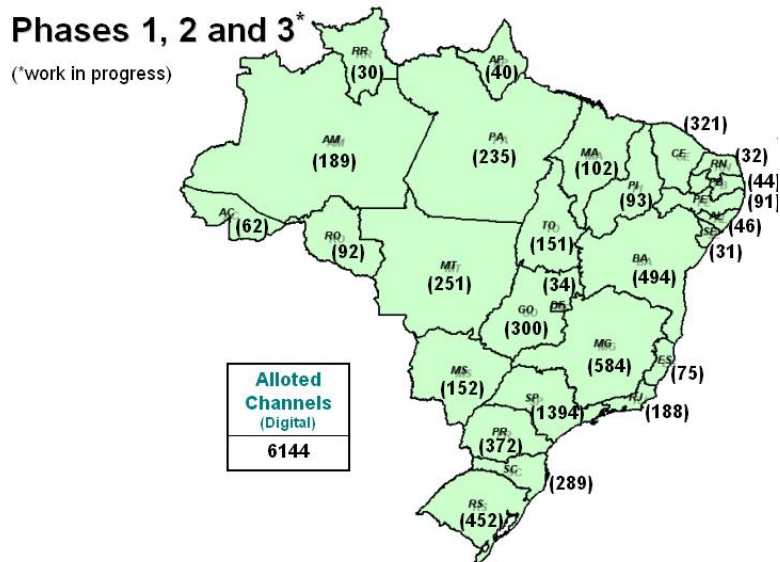 Phases 1, 2 and 3*
(*work in progress)
RR
(30)
AP
(40)
AM
(189)
PA
(235)
MA
(102)
PI
(93)
CE
(321)
RN
(32)
PB
(44)
PE
(91)
AL
(46)
SE
(31)
AC
(62)
RO
(92)
TO
(151)
MT
(251)
BA
(494)
DF
(34)
GO
(300)
MG
(584)
ES
(75)
MS
(152)
SP
(1394)
RJ
(188)
PR
(372)
SC
(289)
RS
(452)
Alloted
Channels
(Digital)
6144